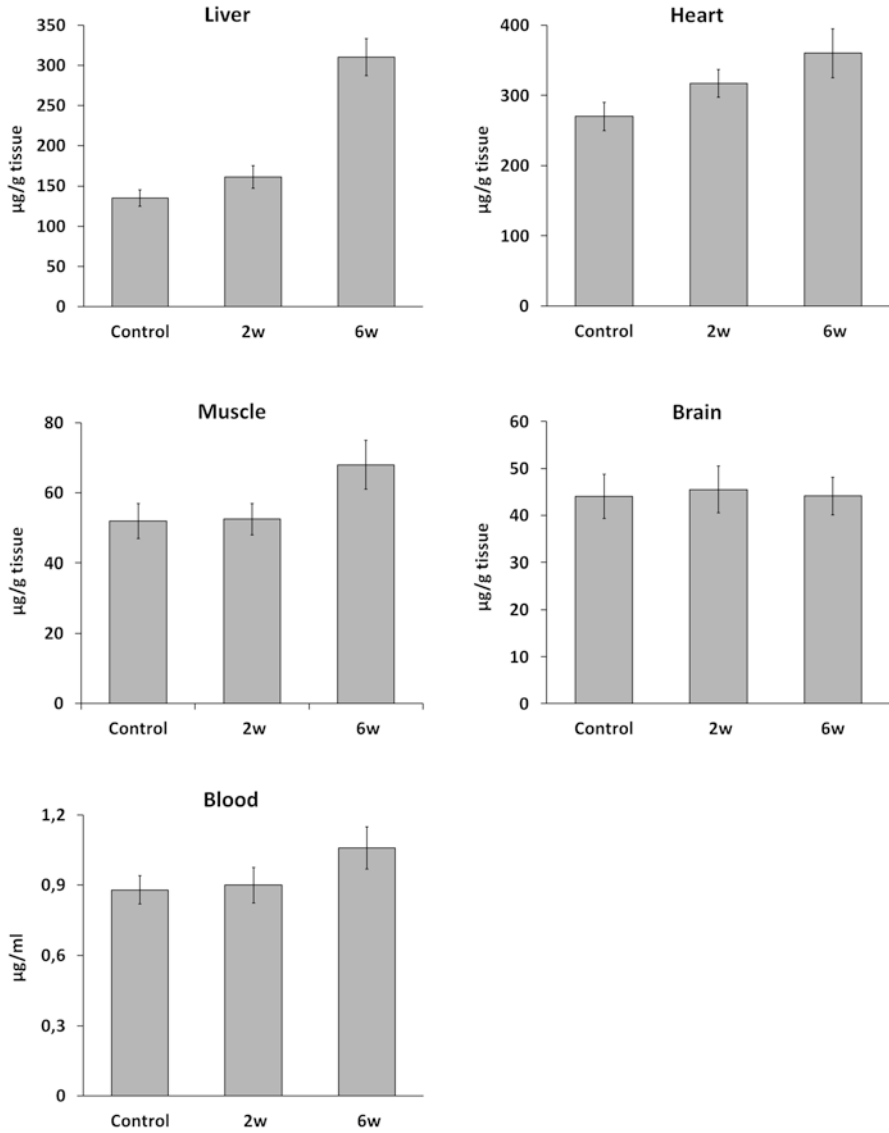 Liver
µg/g tissue
350
300
250
200
150
100
50
0
Control 2w 6w
Heart
µg/g tissue
400
300
200
100
0
Control 2w 6w
Muscle
µg/g tissue
80
60
40
20
0
Control 2w 6w
Brain
µg/g tissue
60
50
40
30
20
10
0
Control 2w 6w
Blood
µg/ml
1,2
0,9
0,6
0,3
0
Control 2w 6w